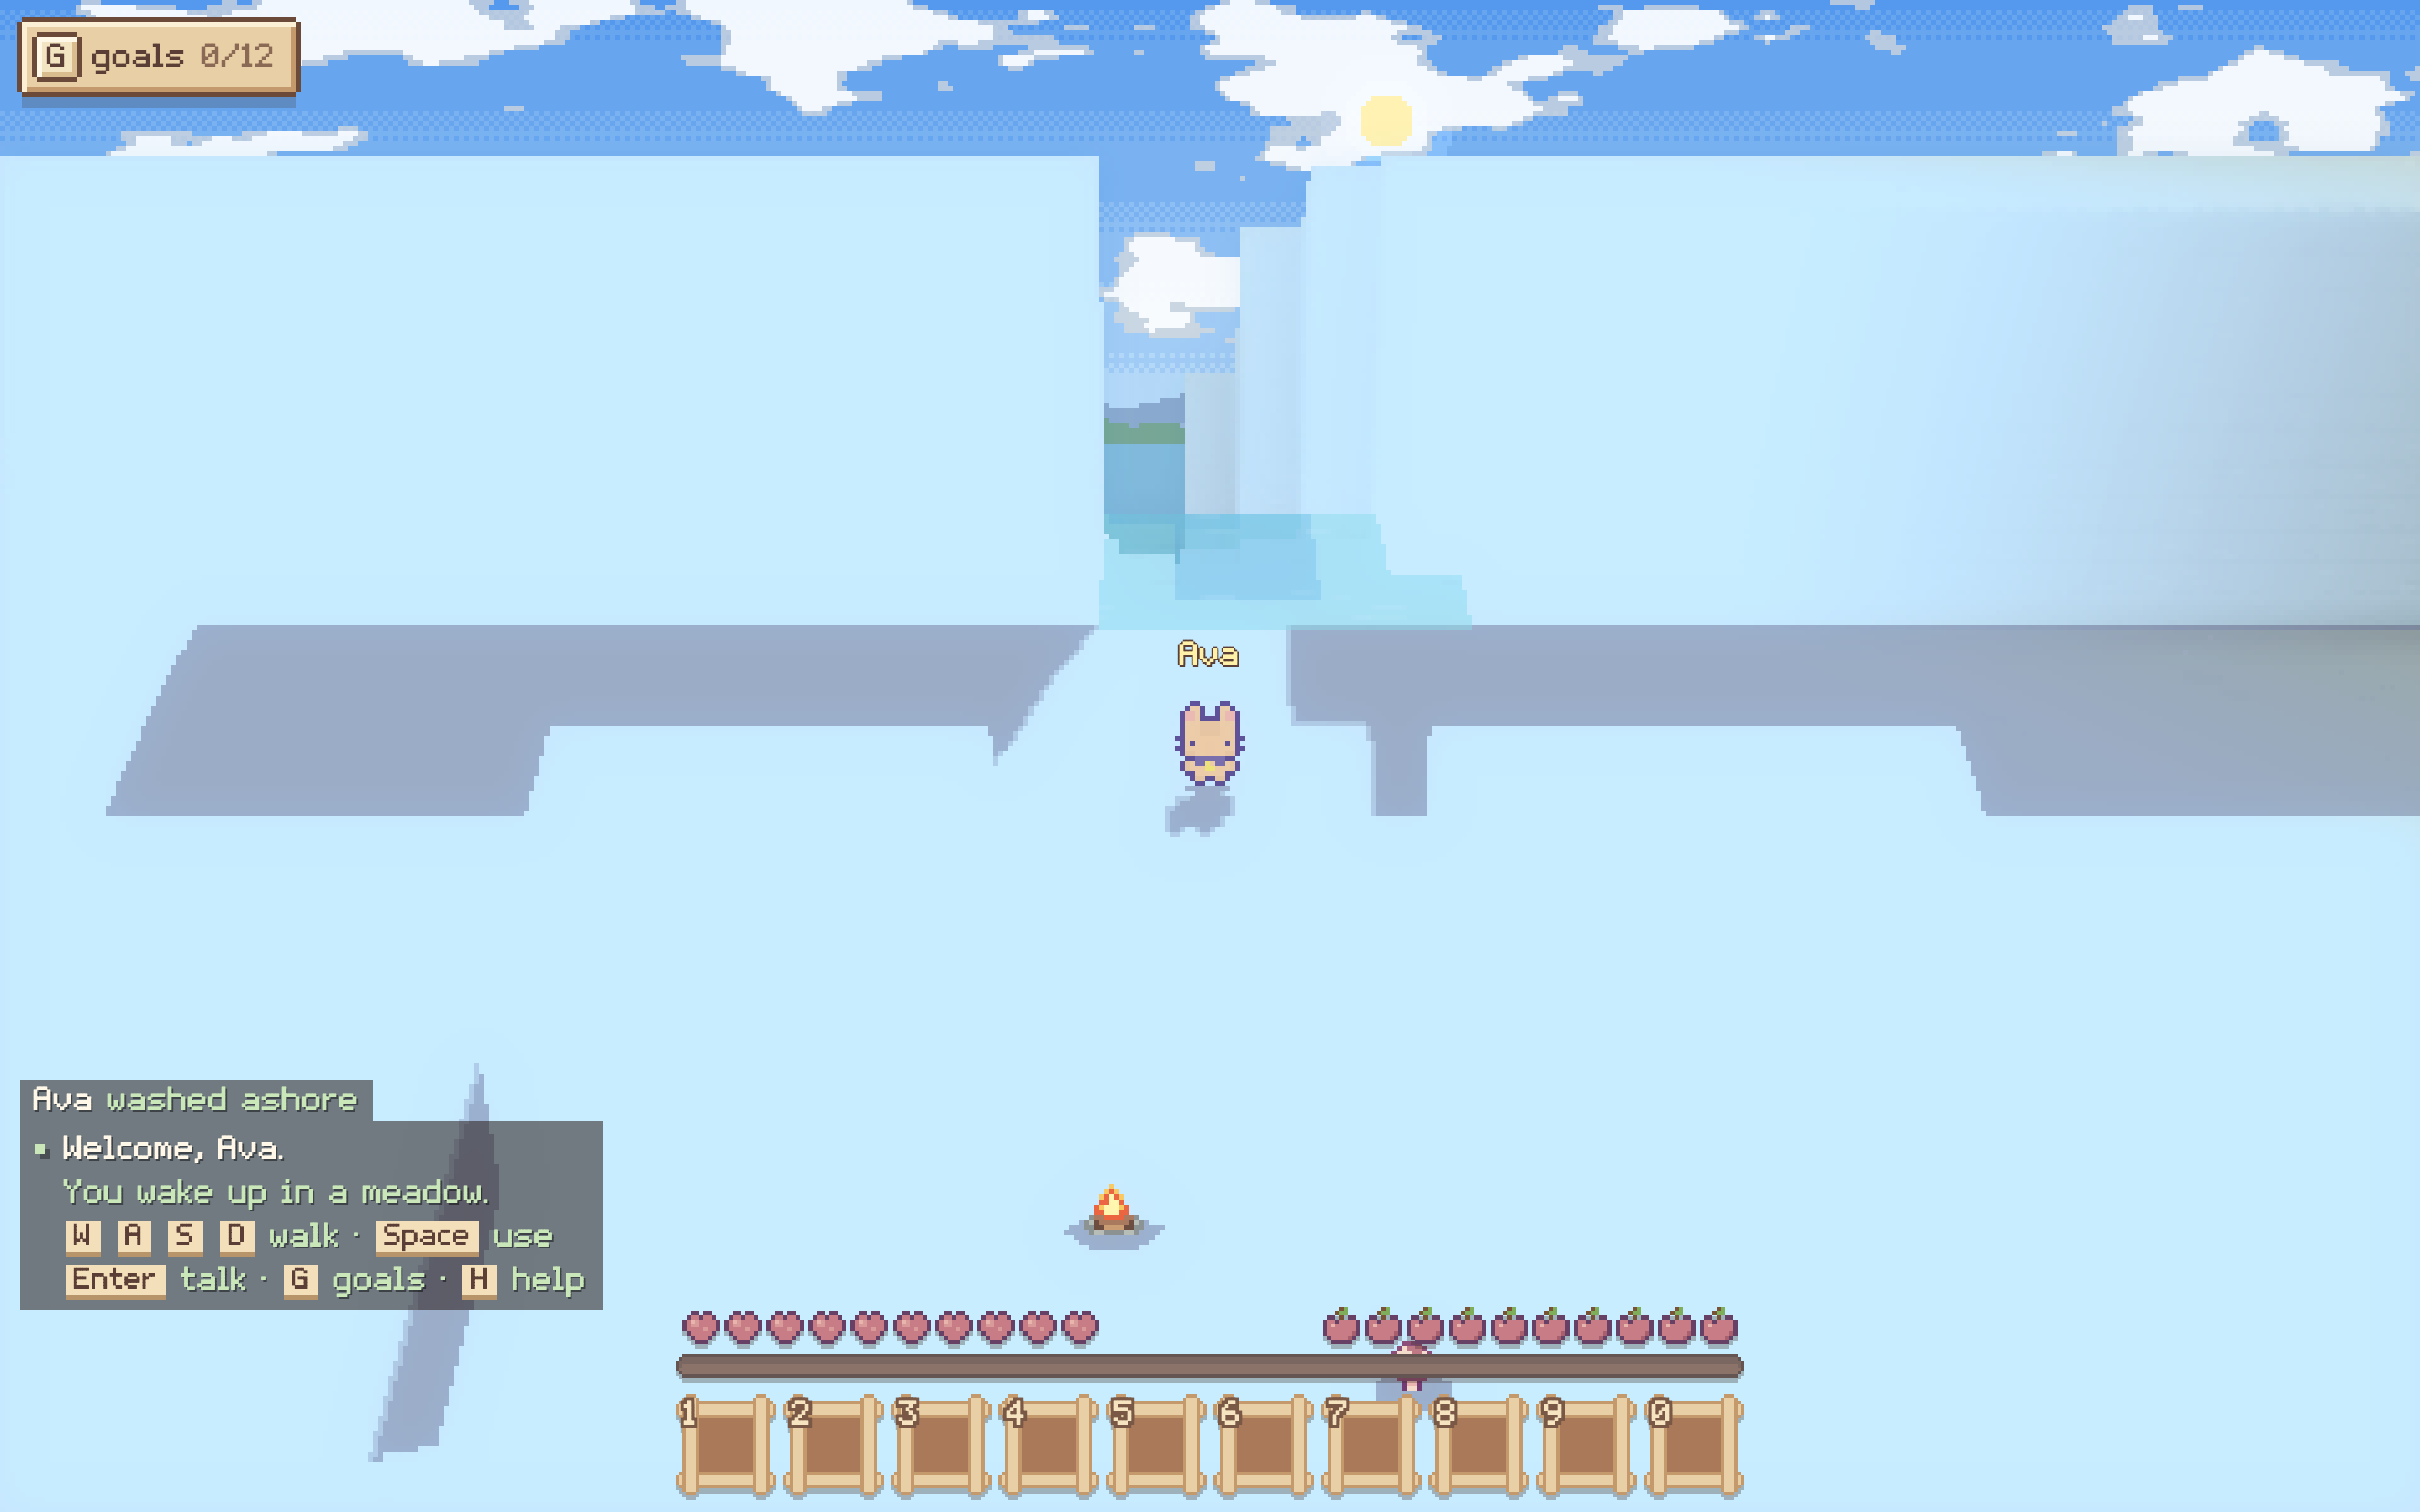 G goals 0/12
Ava
Ava washed ashore
Welcome, Ava.
You wake up in a meadow.
W A S D walk · Space use
Enter talk · G goals · H help
1 2 3 4 5 6 7 8 9 0